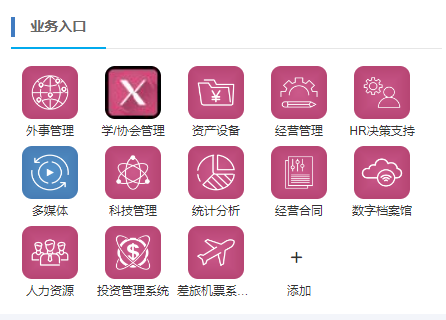 业务入口
外事管理 学/协会管理 资产设备 经营管理 HR决策支持
多媒体 科技管理 统计分析 经营合同 数字档案馆
人力资源 投资管理系统 差旅机票系... 添加